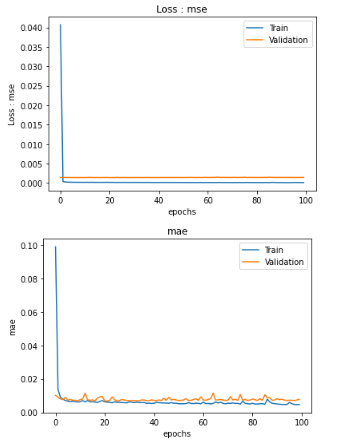 Loss : mse
0.040
0.035
0.030
0.025
0.020
0.015
0.010
0.005
0.000
Loss : mse
Train
Validation
0 20 40 60 80 100
epochs
mae
0.10
0.08
0.06
0.04
0.02
0.00
mae
Train
Validation
0 20 40 60 80 100
epochs